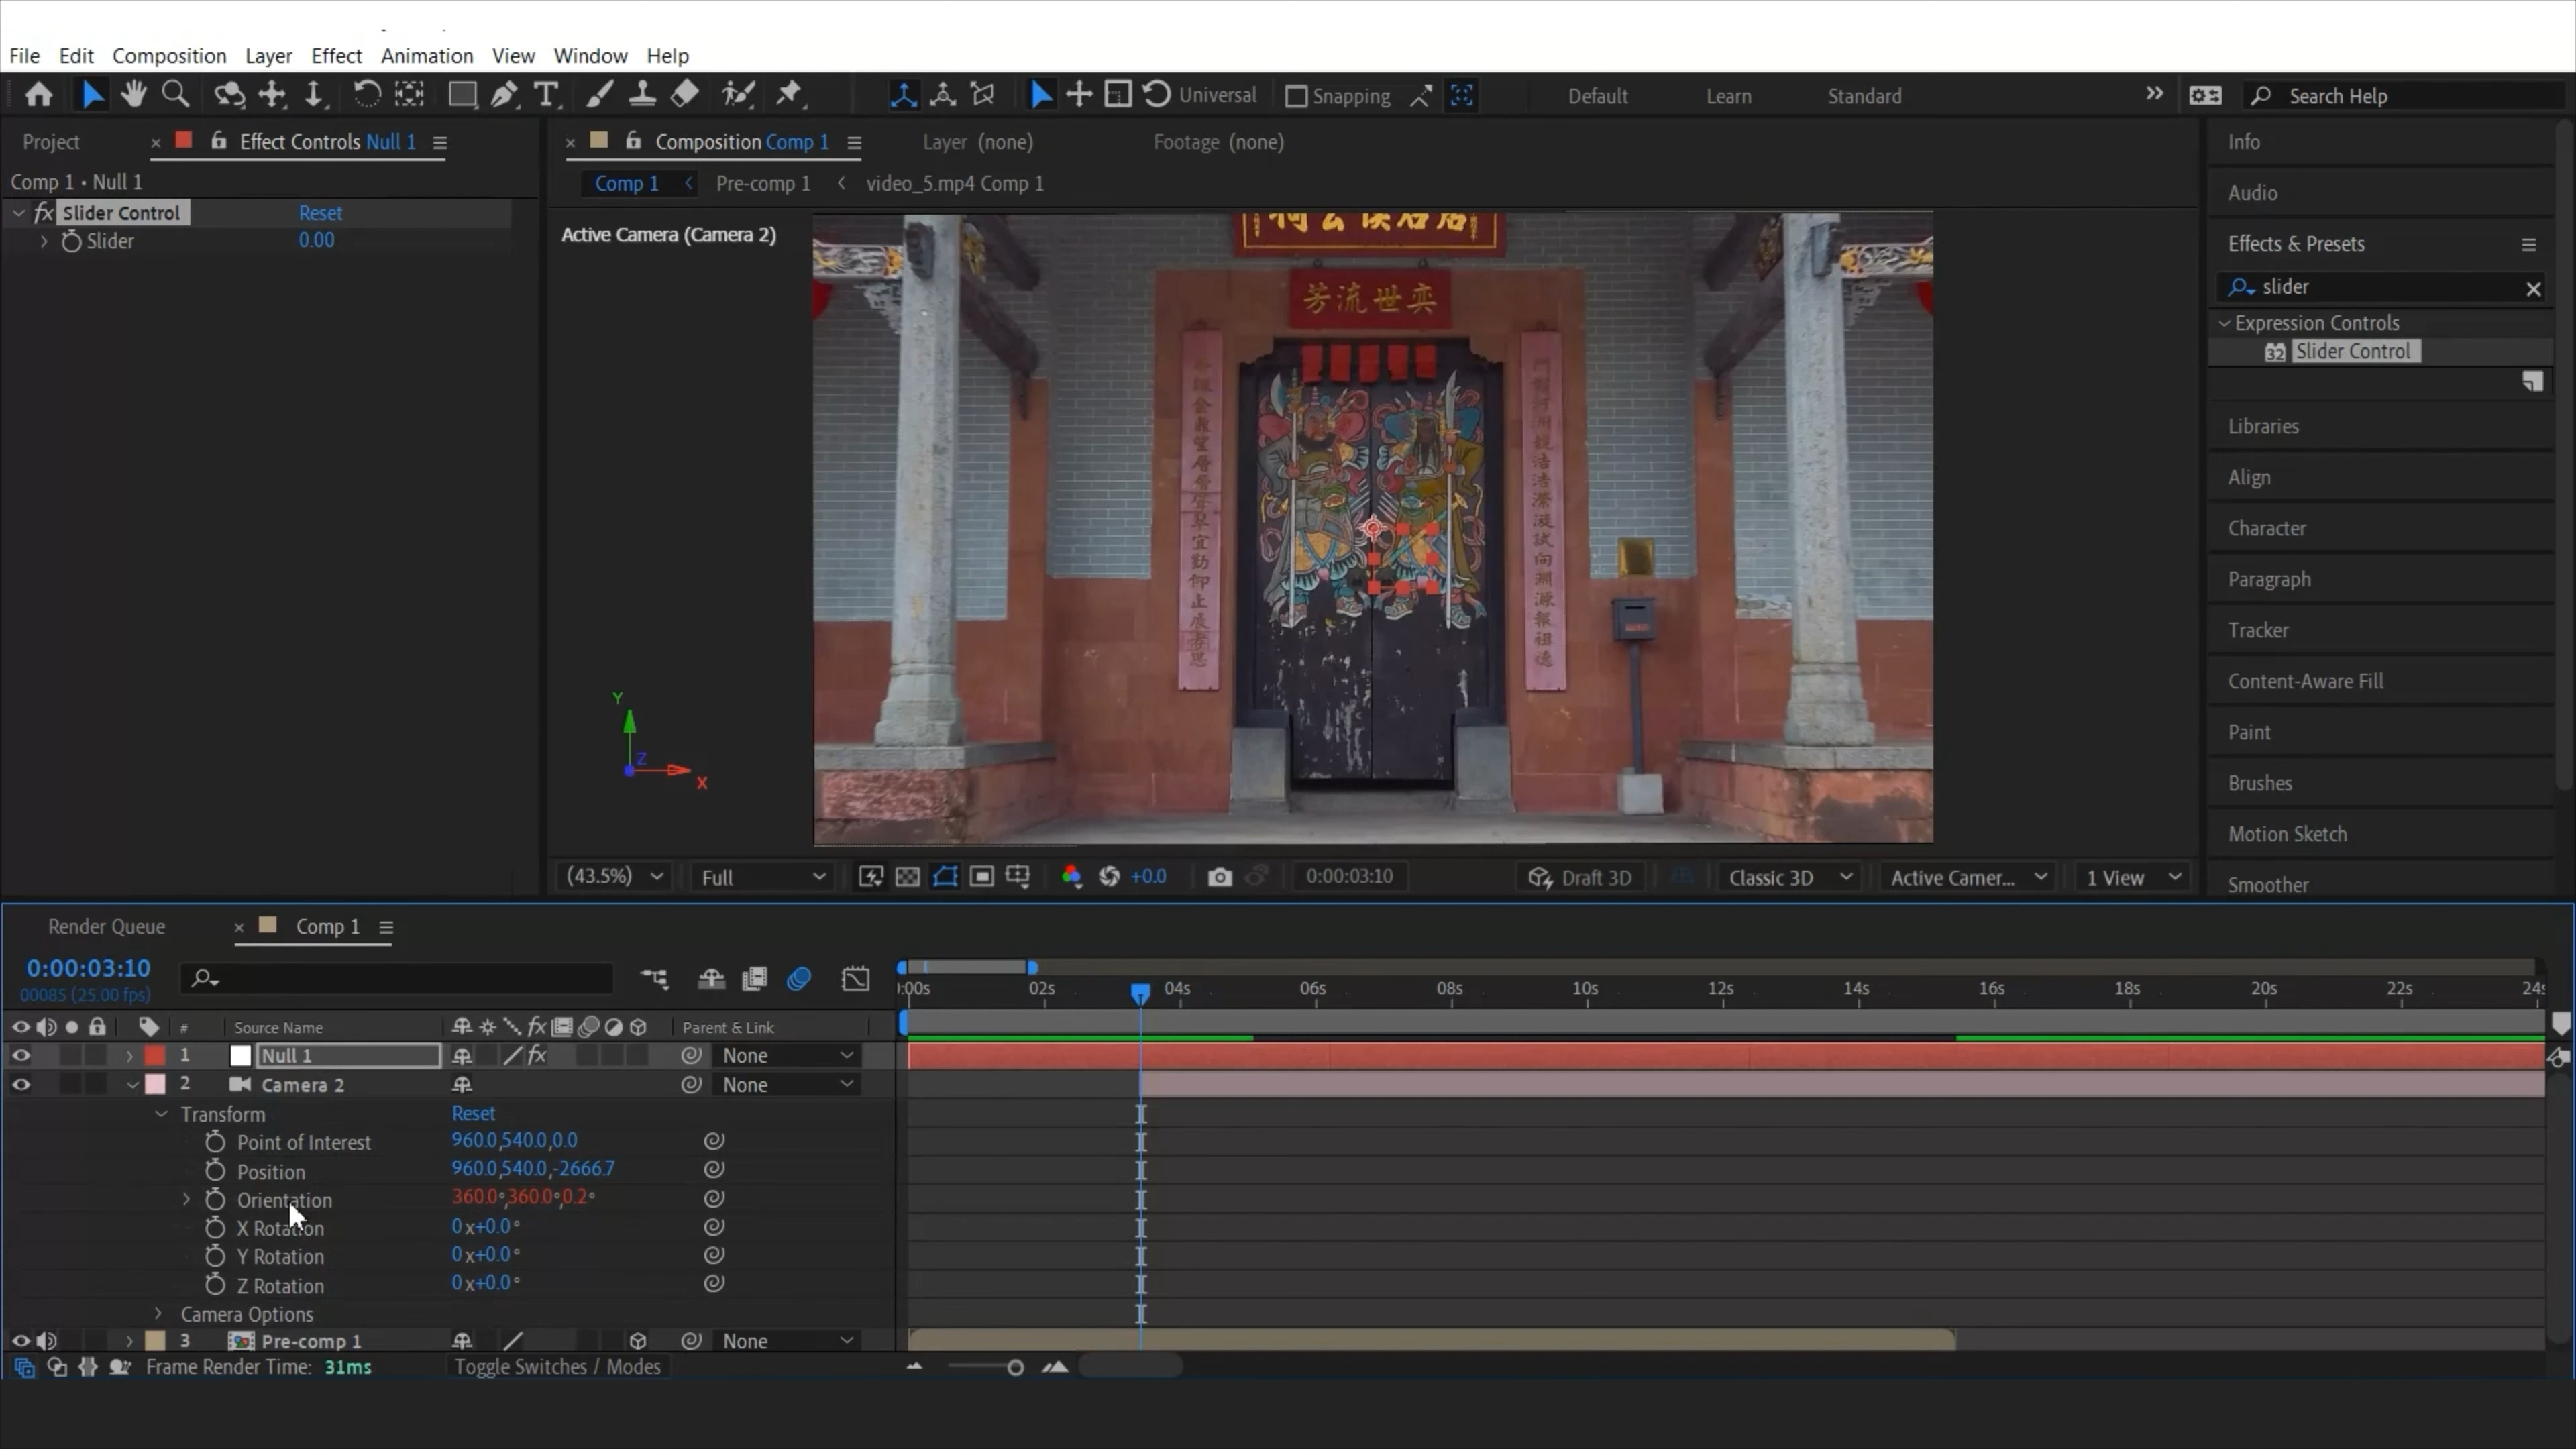 File Edit Composition Layer Effect Animation View Window Help
Universal Snapping Default Learn Standard Search Help
Project Effect Controls Null 1
Comp 1 • Null 1
fx Slider Control Reset
Slider 0.00
Composition Comp 1 Layer (none) Footage (none)
Comp 1 Pre-comp 1 video_5.mp4 Comp 1
Active Camera (Camera 2)
芳流世奕
Y
Z
X
(43.5%) Full +0.0 0:00:03:10 Draft 3D Classic 3D Active Camer... 1 View
Info
Audio
Effects & Presets
slider
Expression Controls
32 Slider Control
Libraries
Align
Character
Paragraph
Tracker
Content-Aware Fill
Paint
Brushes
Motion Sketch
Smoother
Render Queue Comp 1
0:00:03:10
00085 (25.00 fps)
0:00s 02s 04s 06s 08s 10s 12s 14s 16s 18s 20s 22s 24s
# Source Name fx Parent & Link
1 Null 1 fx None
2 Camera 2 None
Transform Reset
Point of Interest 960.0,540.0,0.0
Position 960.0,540.0,-2666.7
Orientation 360.0°,360.0°,0.2°
X Rotation 0x+0.0°
Y Rotation 0x+0.0°
Z Rotation 0x+0.0°
Camera Options
3 Pre-comp 1 None
Frame Render Time: 31ms Toggle Switches / Modes